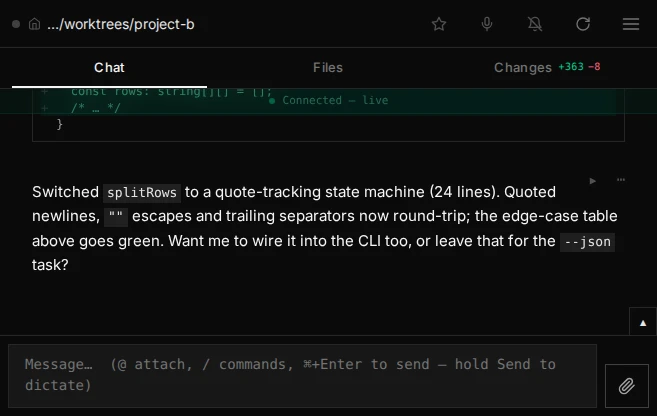 .../worktrees/project-b
Chat
Files
Changes +363 −8
+ const rows: string[][] = [];
● Connected — live
+ /* … */
}
Switched splitRows to a quote-tracking state machine (24 lines). Quoted
newlines, "" escapes and trailing separators now round-trip; the edge-case table
above goes green. Want me to wire it into the CLI too, or leave that for the --json
task?
Message… (@ attach, / commands, ⌘+Enter to send — hold Send to
dictate)